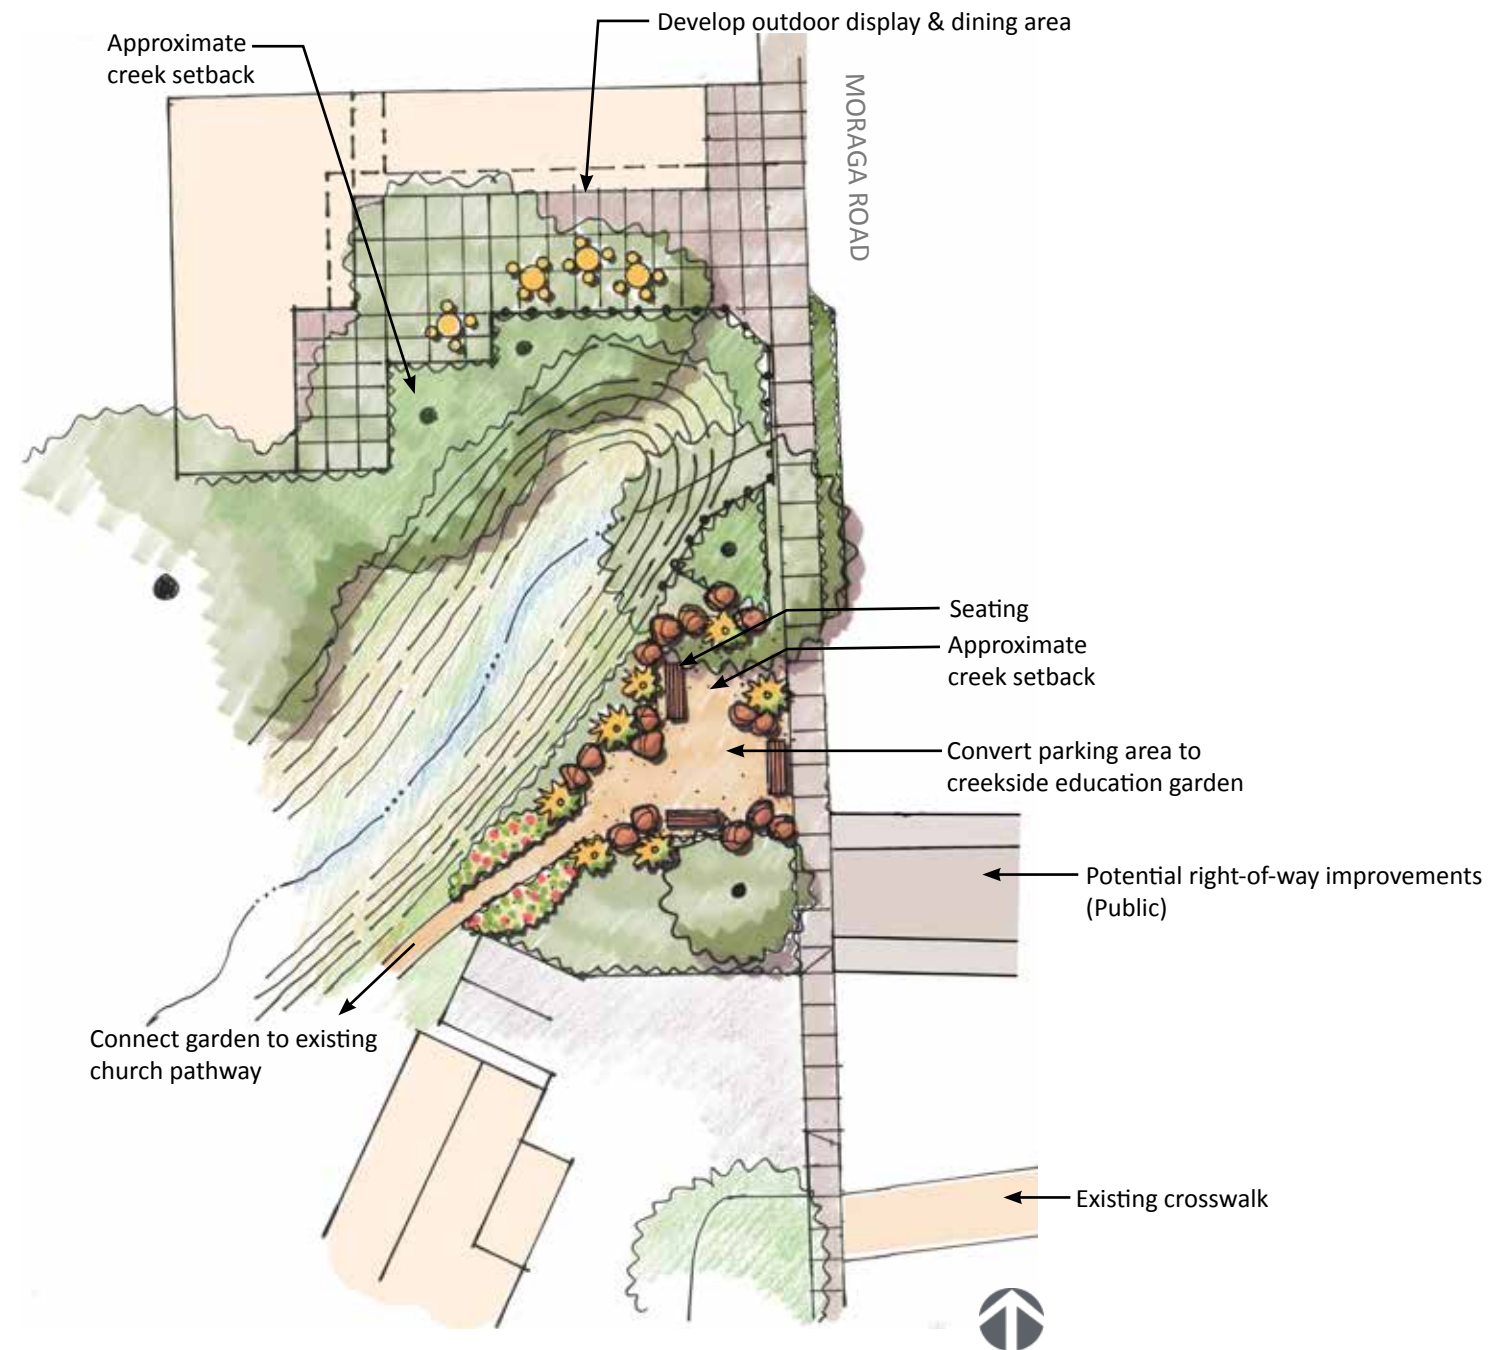 Develop outdoor display & dining area
Approximate
creek setback
MORAGA ROAD
Seating
Approximate
creek setback
Convert parking area to
creekside education garden
Potential right-of-way improvements
(Public)
Connect garden to existing
church pathway
Existing crosswalk